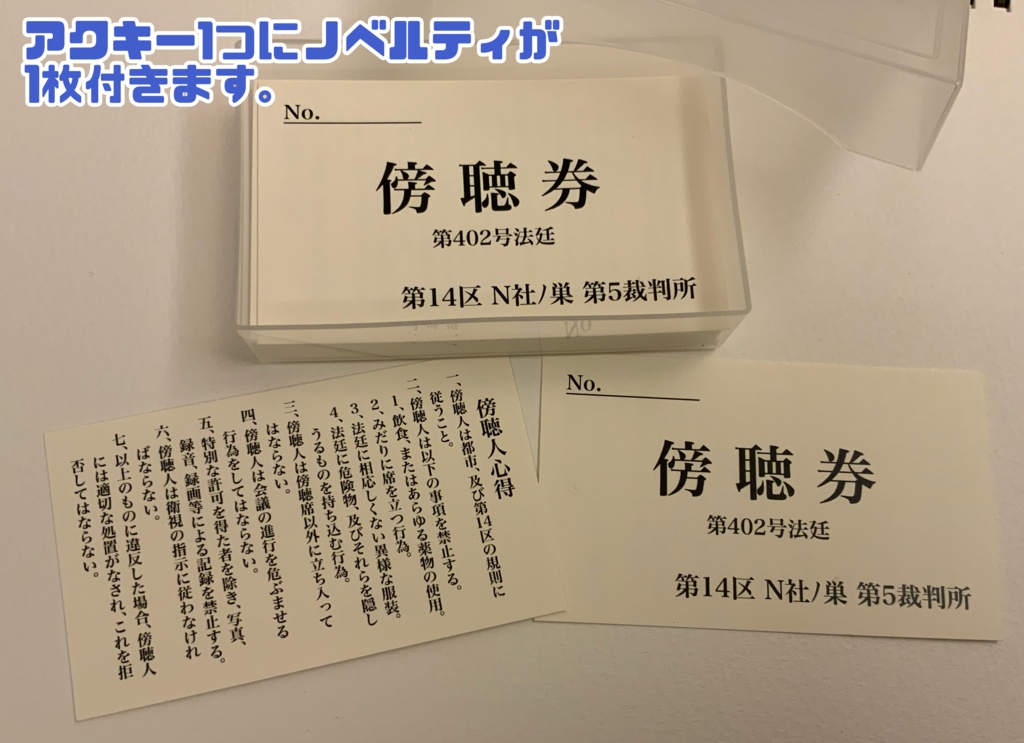 アクキー1つにノベルティが
1枚付きます。
No.
傍聴券
第402号法廷
第14区 N社ノ巣 第5裁判所
傍聴人心得
一、傍聴人は都市、及び第14区の規則に
従うこと。
二、傍聴人は以下の事項を禁止する。
1、飲食、またはあらゆる薬物の使用。
2、みだりに席を立つ行為。
3、法廷に相応しくない異様な服装。
4、法廷に危険物、及びそれらを隠し
うるものを持ち込む行為。
三、傍聴人は傍聴席以外に立ち入って
はならない。
四、傍聴人は会議の進行を危ぶませる
行為をしてはならない。
五、特別な許可を得た者を除き、写真、
録音、録画等による記録を禁止する。
六、傍聴人は衛視の指示に従わなけれ
ばならない。
七、以上のものに違反した場合、傍聴人
には適切な処置がなされ、これを拒
否してはならない。
No.
傍聴券
第402号法廷
第14区 N社ノ巣 第5裁判所